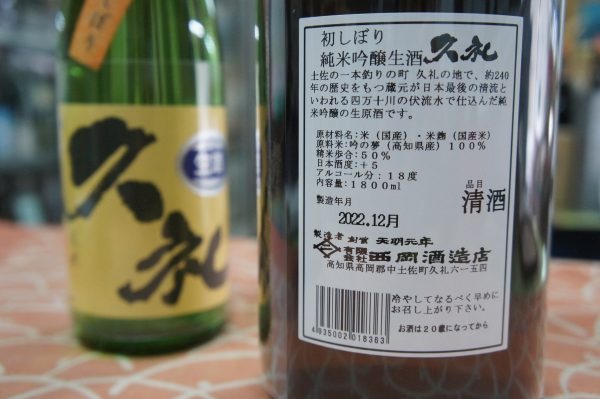 しぼり
久礼
初しぼり
純米吟醸生酒 久礼
土佐の一本釣りの町 久礼の地で、約240
年の歴史をもつ蔵元が日本最後の清流と
いわれる四万十川の伏流水で仕込んだ純
米吟醸の生原酒です。
原材料名:米(国産)・米麹(国産米)
原料米:吟の夢(高知県産)100%
精米歩合:50%
日本酒度:+5
アルコール分:18度
内容量:1800ml
品目
清酒
製造年月
2022.12月
製造者 創業 天明元年
有限会社 西岡酒造店
高知県高岡郡中土佐町久礼六一五四
冷やしてなるべく早めに
お召し上がり下さい。
4935002018363
お酒は20歳になってから